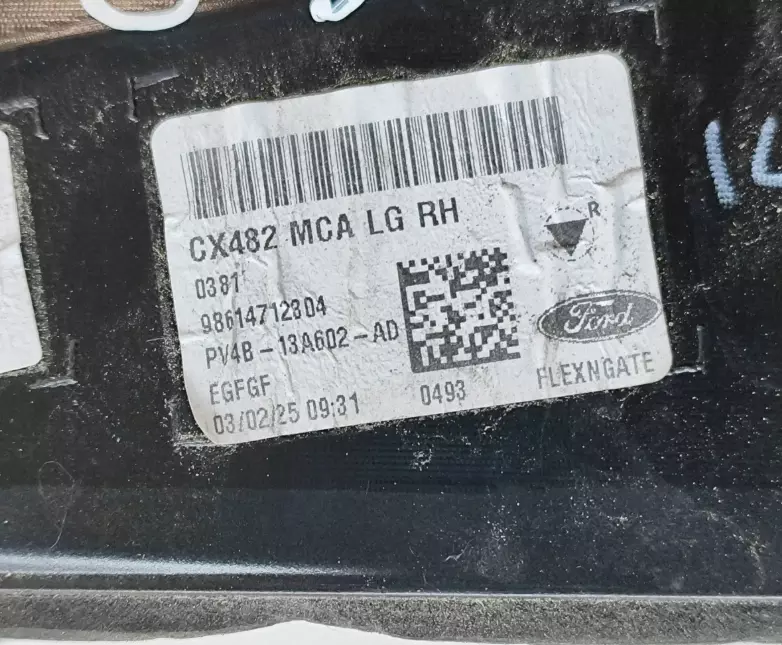 CX482 MCA LG RH
R
0381
98614712304
PV4B-13A602-AD
Ford
EGFGF
0493
FLEXNGATE
03/02/25 09:31